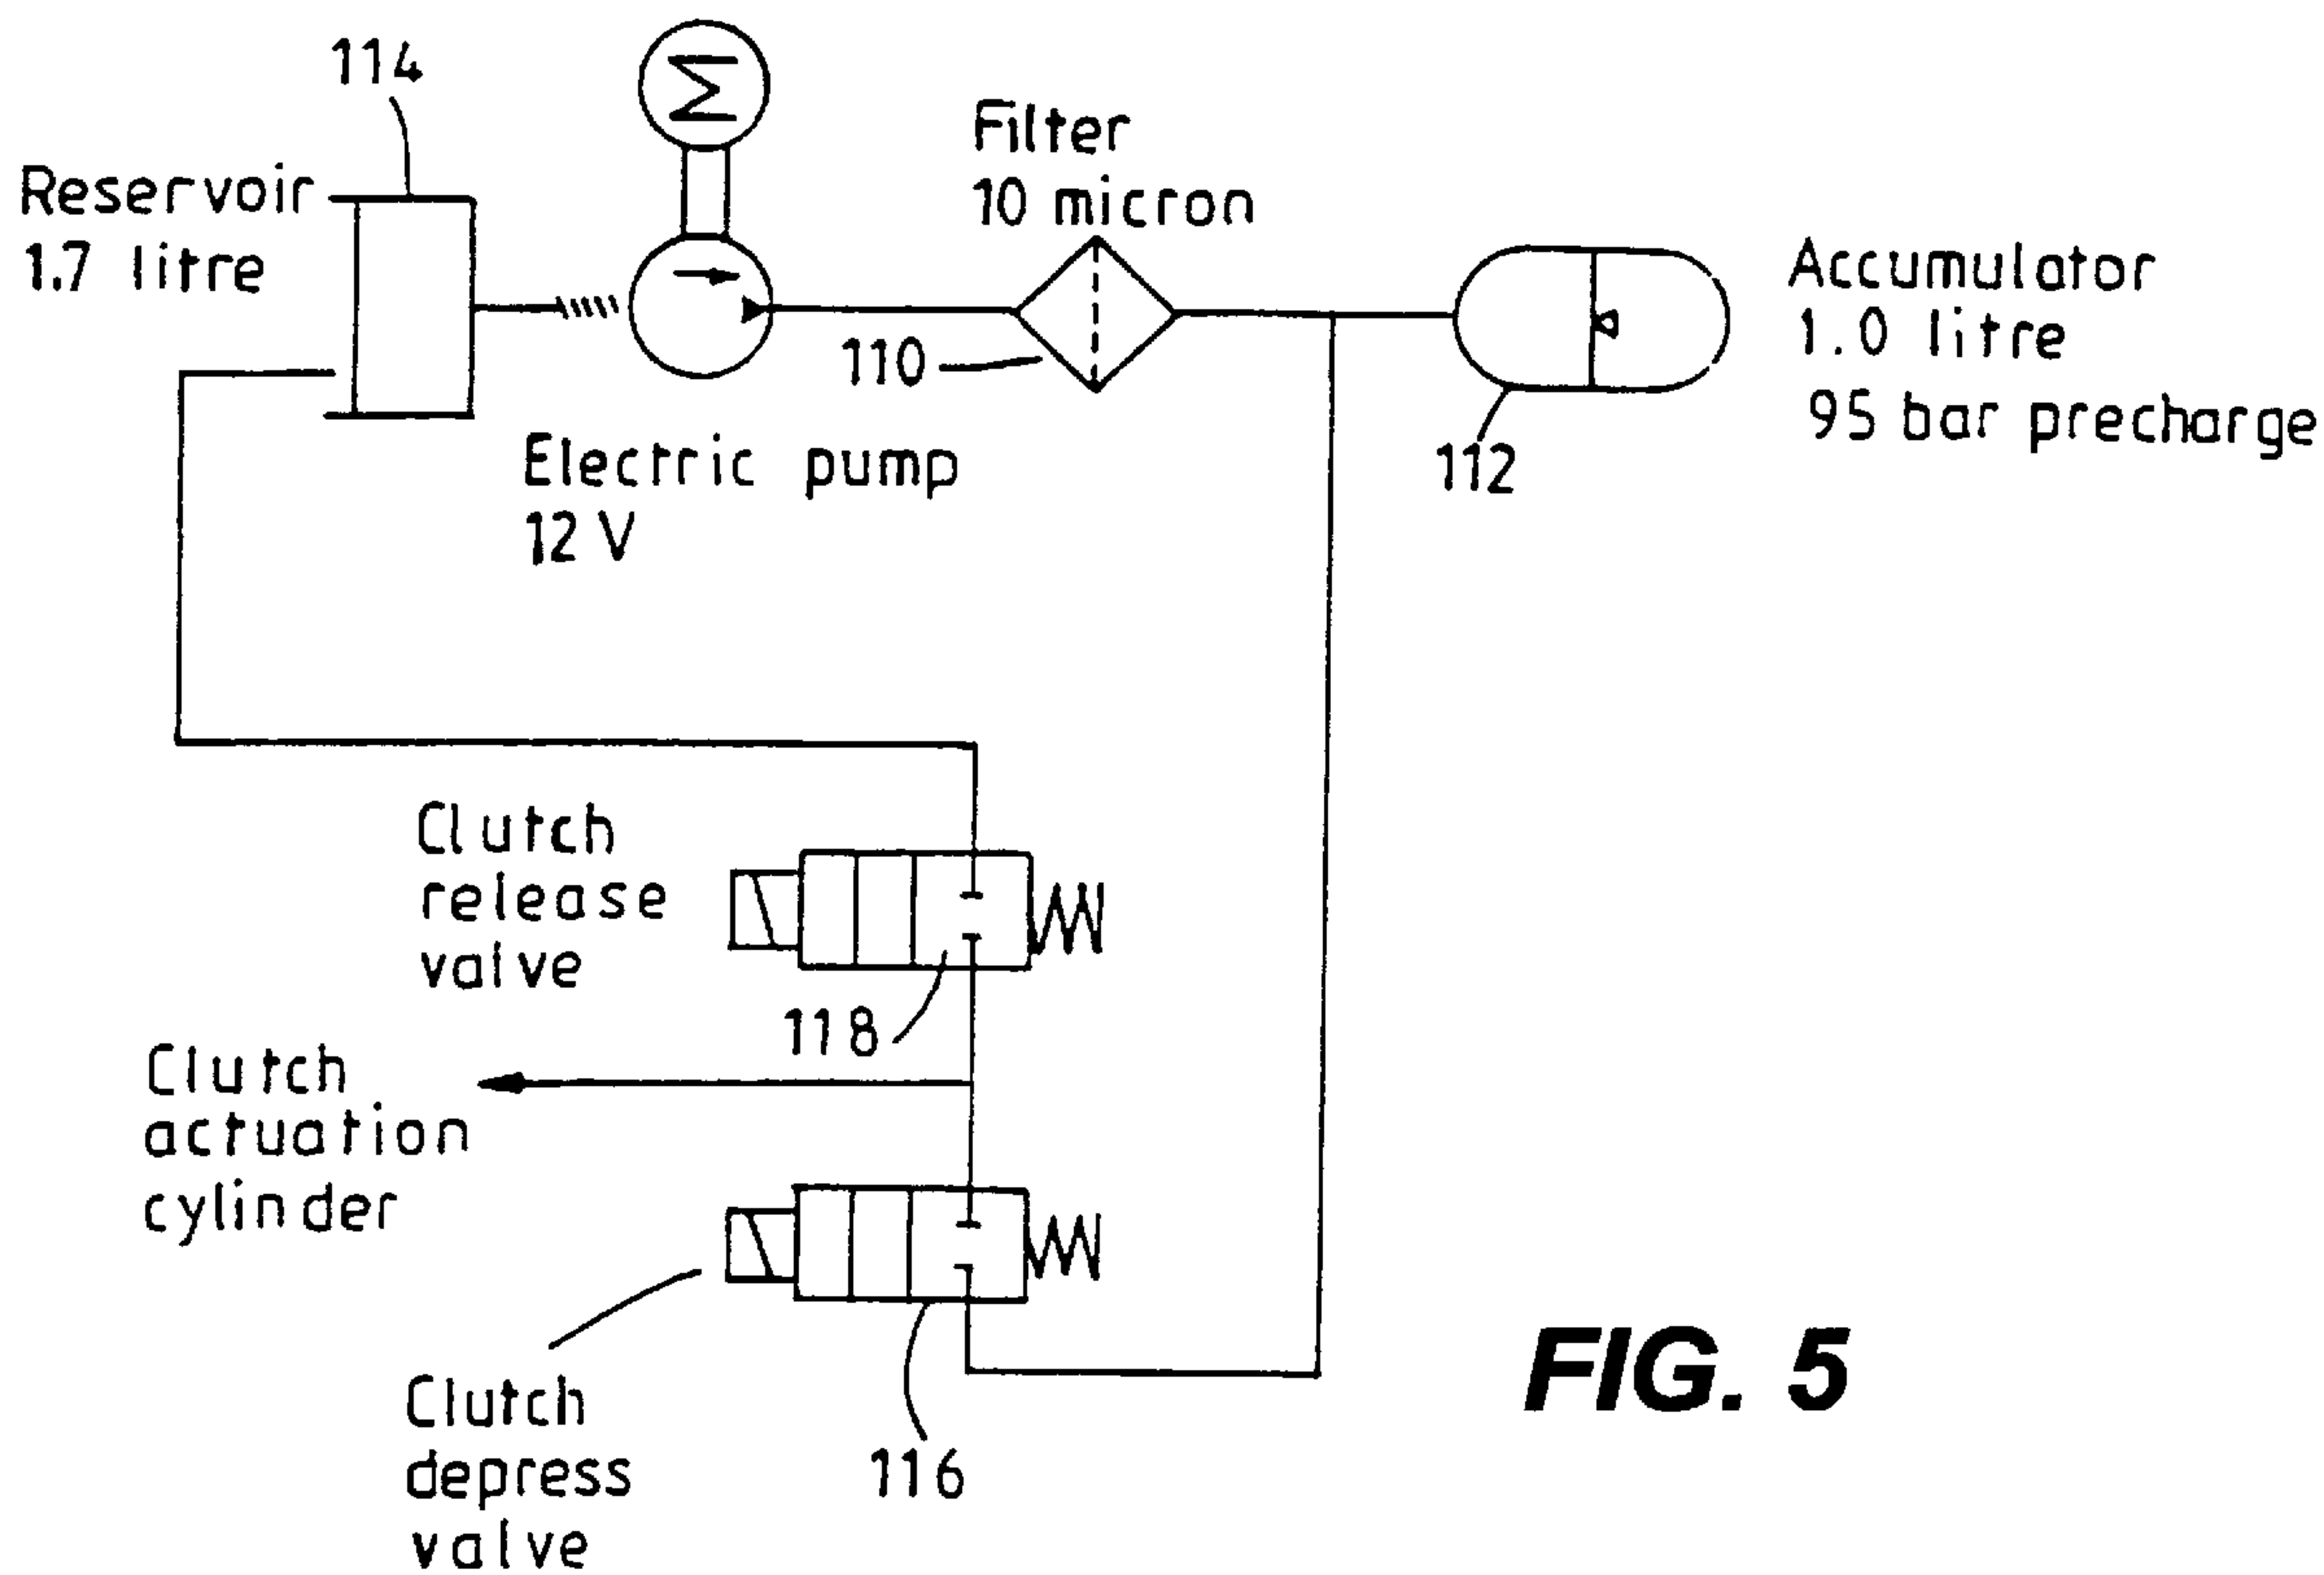 114
Reservoir
1.7 litre
M
Filter
10 micron
110
Electric pump
12 V
Accumulator
1.0 litre
95 bar precharge
112
Clutch
release
valve
118
Clutch
actuation
cylinder
Clutch
depress
valve
116
FIG. 5